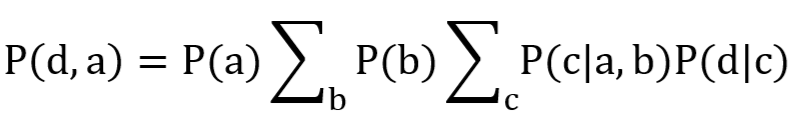 P(d, a) = P(a) ∑_b P(b) ∑_c P(c|a, b)P(d|c)